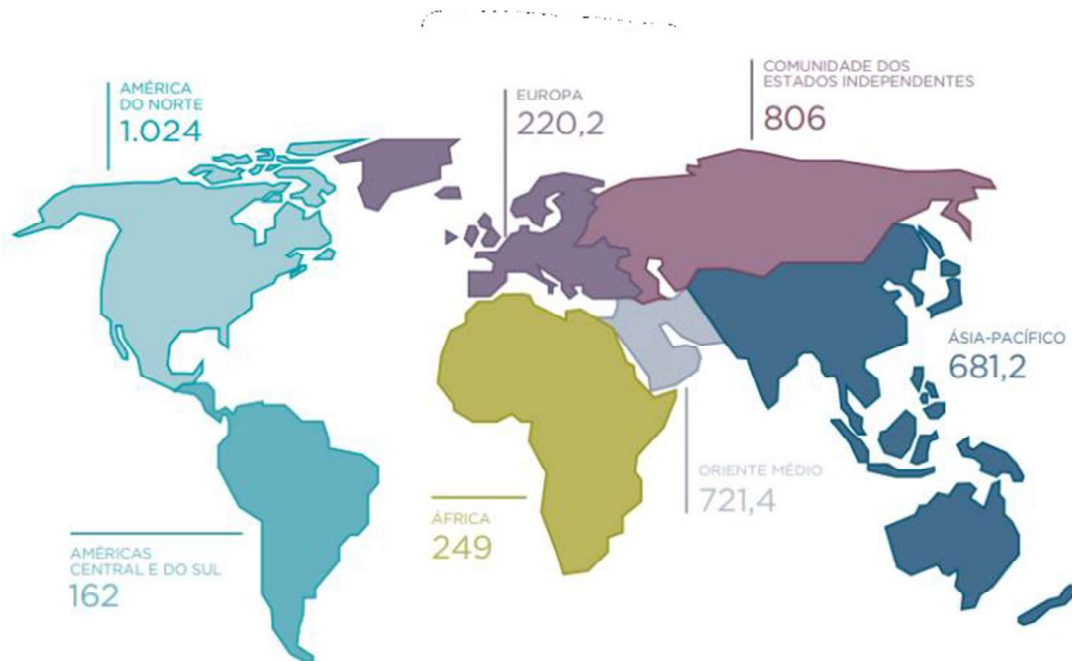 AMÉRICA
DO NORTE
1.024
EUROPA
220,2
COMUNIDADE DOS
ESTADOS INDEPENDENTES
806
ÁSIA-PACÍFICO
681,2
ORIENTE MÉDIO
721,4
ÁFRICA
249
AMÉRICAS
CENTRAL E DO SUL
162